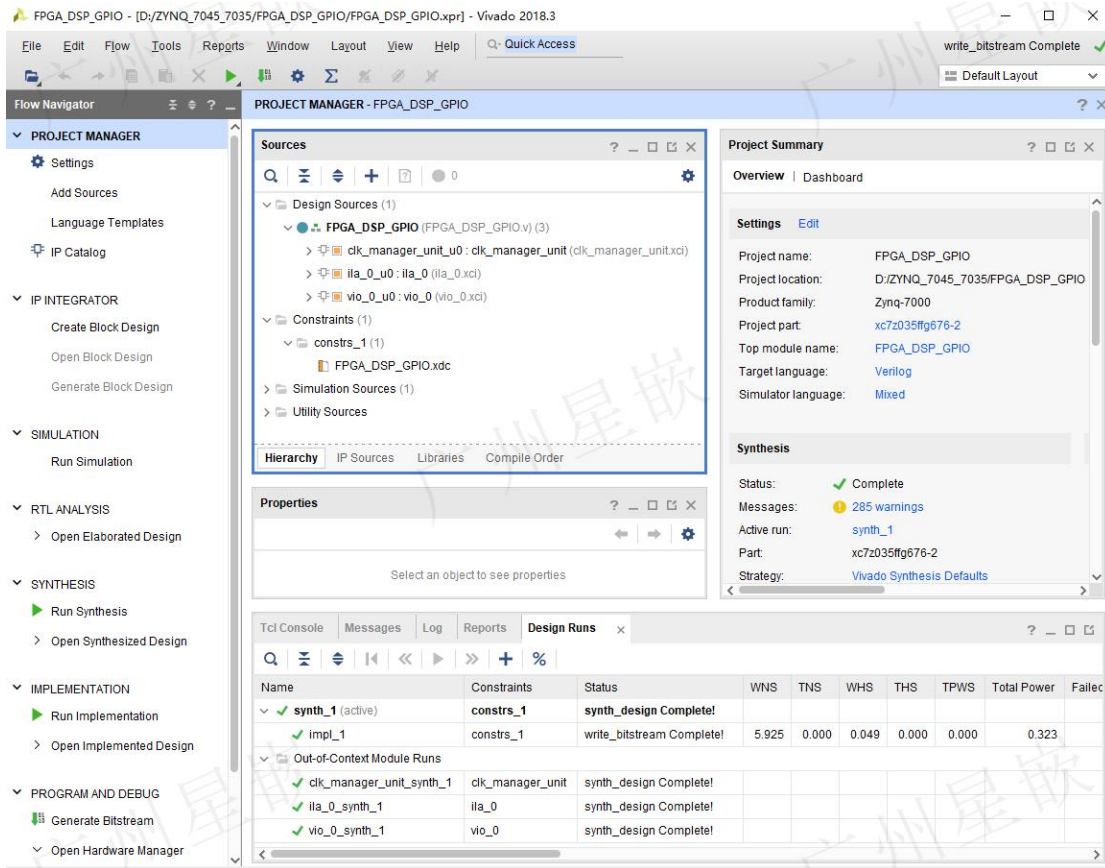 FPGA_DSP_GPIO - [D:/ZYNQ_7045_7035/FPGA_DSP_GPIO/FPGA_DSP_GPIO.xpr] - Vivado 2018.3
File Edit Flow Tools Reports Window Layout View Help Quick Access write_bitstream Complete
Default Layout
Flow Navigator
PROJECT MANAGER
Settings
Add Sources
Language Templates
IP Catalog
IP INTEGRATOR
Create Block Design
Open Block Design
Generate Block Design
SIMULATION
Run Simulation
RTL ANALYSIS
Open Elaborated Design
SYNTHESIS
Run Synthesis
Open Synthesized Design
IMPLEMENTATION
Run Implementation
Open Implemented Design
PROGRAM AND DEBUG
Generate Bitstream
Open Hardware Manager
PROJECT MANAGER - FPGA_DSP_GPIO
Sources
0
Design Sources (1)
FPGA_DSP_GPIO (FPGA_DSP_GPIO.v) (3)
clk_manager_unit_u0 : clk_manager_unit (clk_manager_unit.xci)
ila_0_u0 : ila_0 (ila_0.xci)
vio_0_u0 : vio_0 (vio_0.xci)
Constraints (1)
constrs_1 (1)
FPGA_DSP_GPIO.xdc
Simulation Sources (1)
Utility Sources
Hierarchy IP Sources Libraries Compile Order
Properties
Select an object to see properties
Project Summary
Overview | Dashboard
Settings Edit
Project name: FPGA_DSP_GPIO
Project location: D:/ZYNQ_7045_7035/FPGA_DSP_GPIO
Product family: Zynq-7000
Project part: xc7z035ffg676-2
Top module name: FPGA_DSP_GPIO
Target language: Verilog
Simulator language: Mixed
Synthesis
Status: Complete
Messages: 285 warnings
Active run: synth_1
Part: xc7z035ffg676-2
Strategy: Vivado Synthesis Defaults
Tcl Console Messages Log Reports Design Runs
Name Constraints Status WNS TNS WHS THS TPWS Total Power Failed
synth_1 (active) constrs_1 synth_design Complete!
impl_1 constrs_1 write_bitstream Complete! 5.925 0.000 0.049 0.000 0.000 0.323
Out-of-Context Module Runs
clk_manager_unit_synth_1 clk_manager_unit synth_design Complete!
ila_0_synth_1 ila_0 synth_design Complete!
vio_0_synth_1 vio_0 synth_design Complete!
广州星嵌